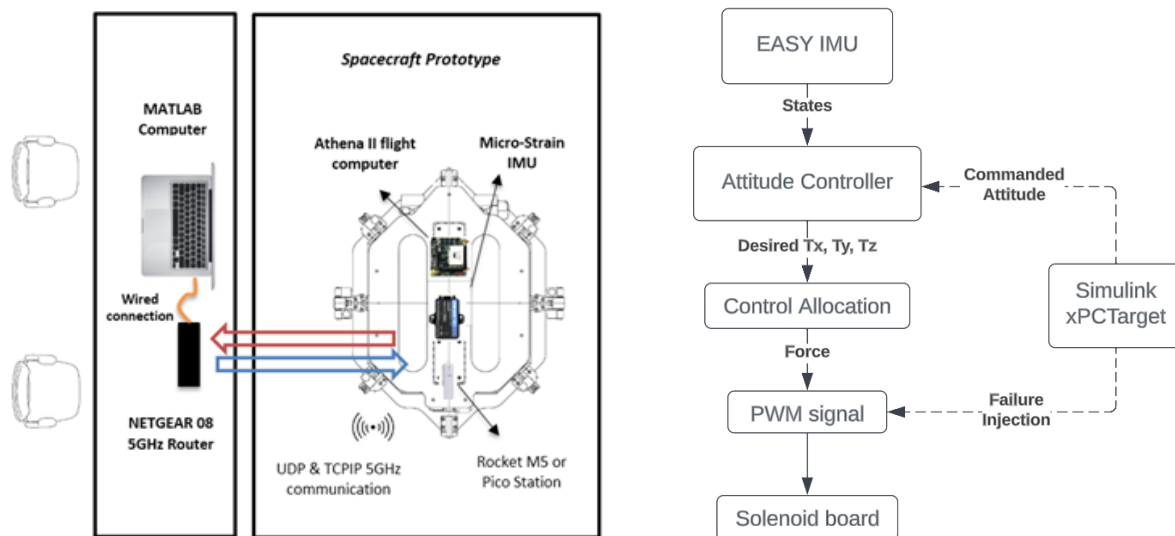 MATLAB
Computer
Wired
connection
NETGEAR 08
5GHz Router
Spacecraft Prototype
Athena II flight
computer
Micro-Strain
IMU
UDP & TCPIP 5GHz
communication
Rocket M5 or
Pico Station
EASY IMU
States
Attitude Controller
Commanded
Attitude
Desired Tx, Ty, Tz
Control Allocation
Simulink
xPCTarget
Force
PWM signal
Failure
Injection
Solenoid board